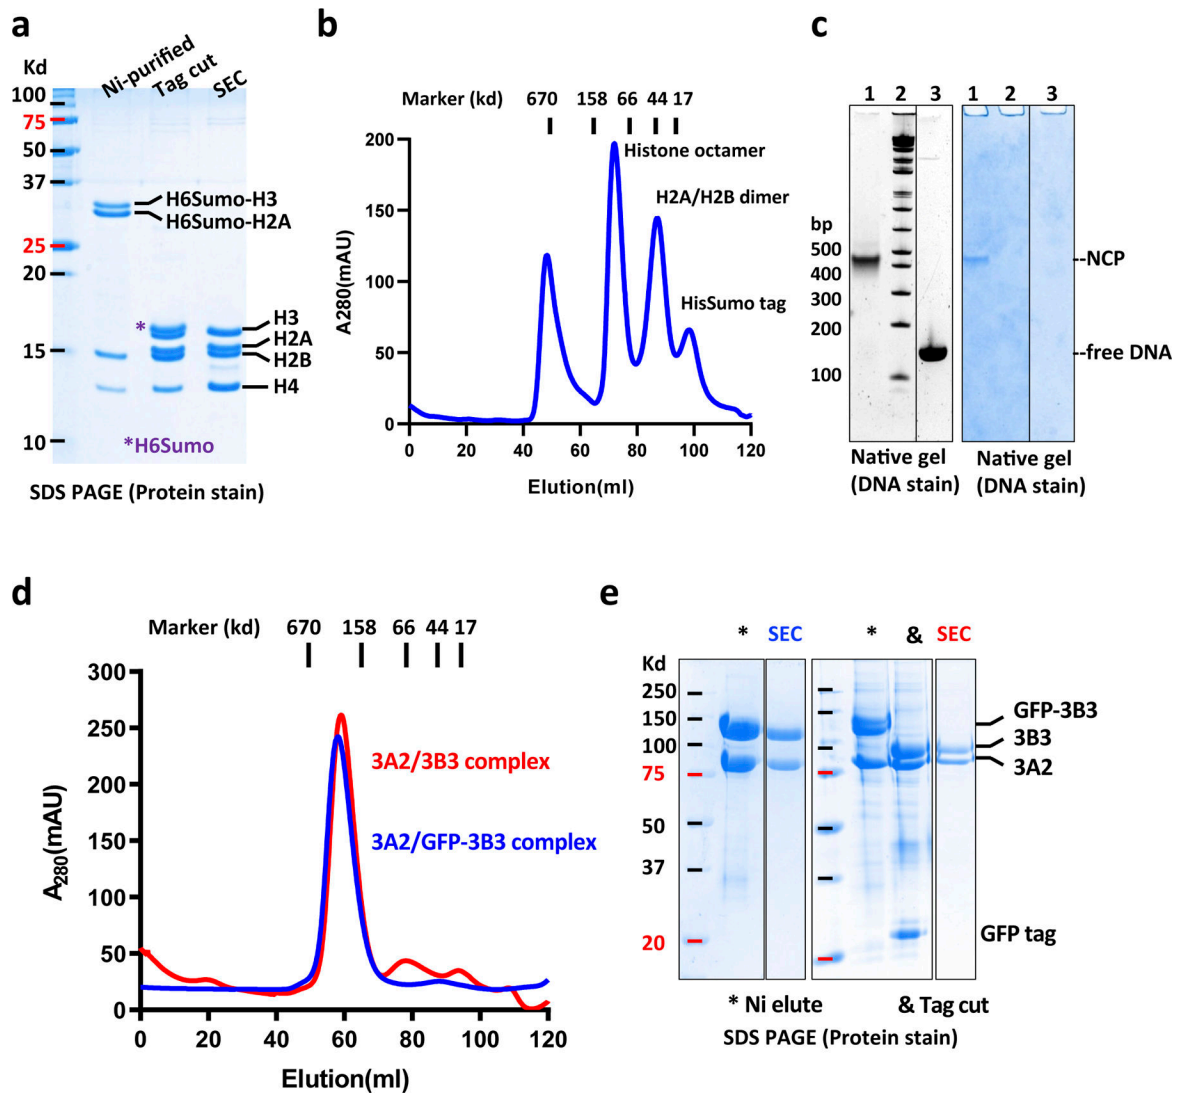 a
Kd
Ni-purified
Tag cut
SEC
100
75
50
37
25
20
15
10
H6Sumo-H3
H6Sumo-H2A
*
H3
H2A
H2B
H4
*H6Sumo
SDS PAGE (Protein stain)
b
Marker (kd) 670 158 66 44 17
200
150
100
50
0
A280(mAU)
Histone octamer
H2A/H2B dimer
HisSumo tag
0 20 40 60 80 100 120
Elution(ml)
c
1 2 3 1 2 3
bp
500
400
300
200
100
NCP
free DNA
Native gel
(DNA stain)
Native gel
(DNA stain)
d
Marker (kd) 670 158 66 44 17
300
250
200
150
100
50
0
A280(mAU)
3A2/3B3 complex
3A2/GFP-3B3 complex
0 20 40 60 80 100 120
Elution(ml)
e
* SEC * & SEC
Kd
250
150
100
75
50
37
20
GFP-3B3
3B3
3A2
GFP tag
* Ni elute & Tag cut
SDS PAGE (Protein stain)